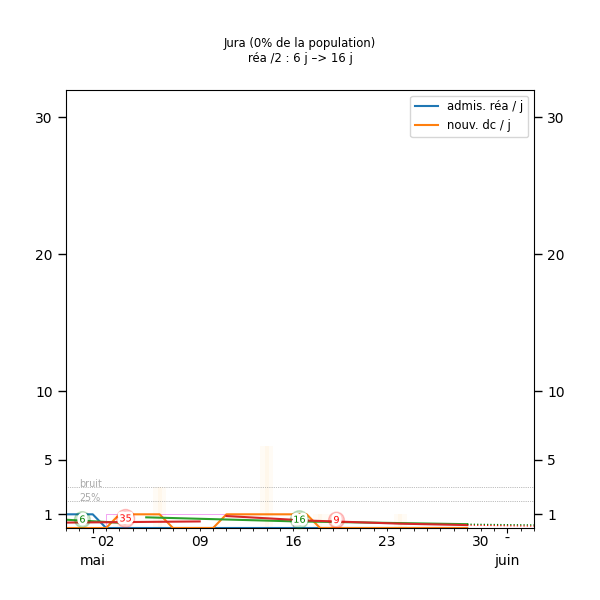 Jura (0% de la population)
réa /2 : 6 j –> 16 j
admis. réa / j
nouv. dc / j
30 30
20 20
10 10
5 5
bruit
25%
1 1
6 35 16 9
02 09 16 23 30
mai juin